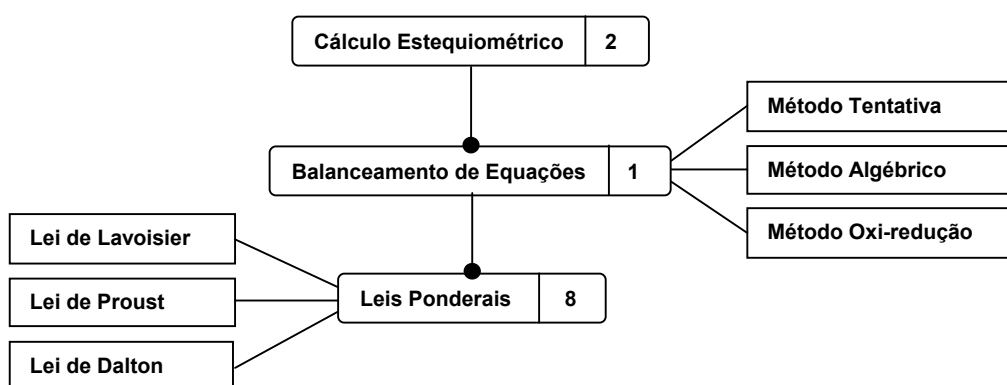 Cálculo Estequiométrico 2
Método Tentativa
Balanceamento de Equações 1
Método Algébrico
Método Oxi-redução
Lei de Lavoisier
Leis Ponderais 8
Lei de Proust
Lei de Dalton